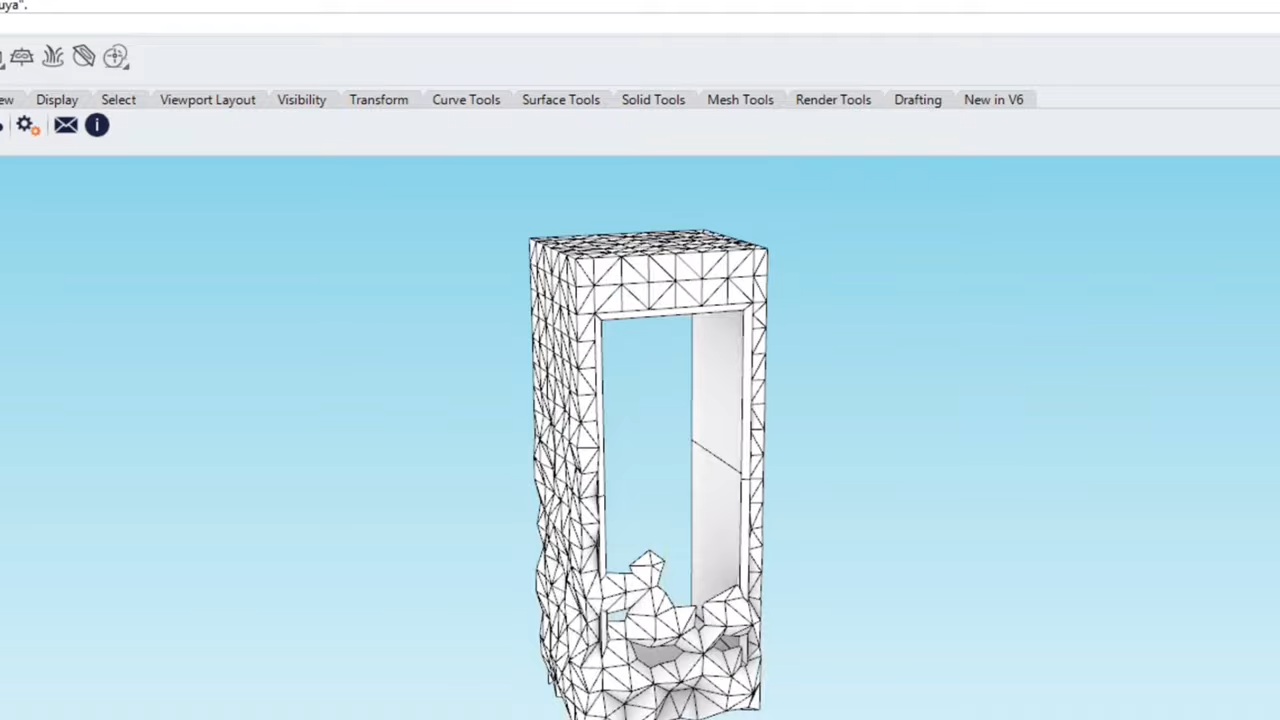 uya".
ew Display Select Viewport Layout Visibility Transform Curve Tools Surface Tools Solid Tools Mesh Tools Render Tools Drafting New in V6